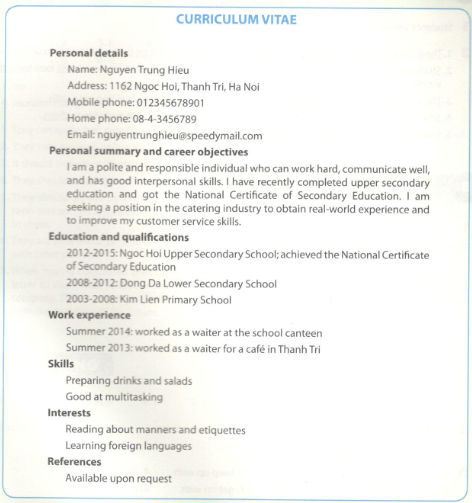 CURRICULUM VITAE
Personal details
Name: Nguyen Trung Hieu
Address: 1162 Ngoc Hoi, Thanh Tri, Ha Noi
Mobile phone: 012345678901
Home phone: 08-4-3456789
Email: nguyentrunghieu@speedymail.com
Personal summary and career objectives
I am a polite and responsible individual who can work hard, communicate well,
and has good interpersonal skills. I have recently completed upper secondary
education and got the National Certificate of Secondary Education. I am
seeking a position in the catering industry to obtain real-world experience and
to improve my customer service skills.
Education and qualifications
2012-2015: Ngoc Hoi Upper Secondary School; achieved the National Certificate
of Secondary Education
2008-2012: Dong Da Lower Secondary School
2003-2008: Kim Lien Primary School
Work experience
Summer 2014: worked as a waiter at the school canteen
Summer 2013: worked as a waiter for a café in Thanh Tri
Skills
Preparing drinks and salads
Good at multitasking
Interests
Reading about manners and etiquettes
Learning foreign languages
References
Available upon request